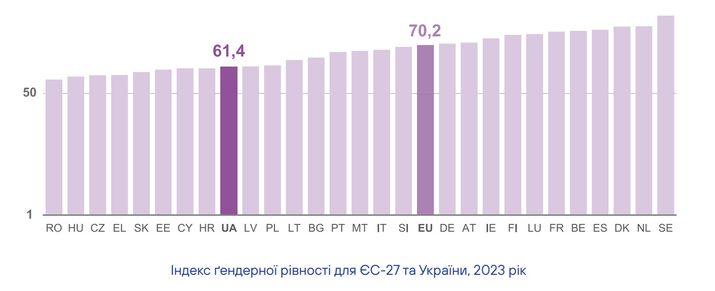 70,2
61,4
50
1
RO HU CZ EL SK EE CY HR UA LV PL LT BG PT MT IT SI EU DE AT IE FI LU FR BE ES DK NL SE
Індекс ґендерної рівності для ЄС-27 та України, 2023 рік